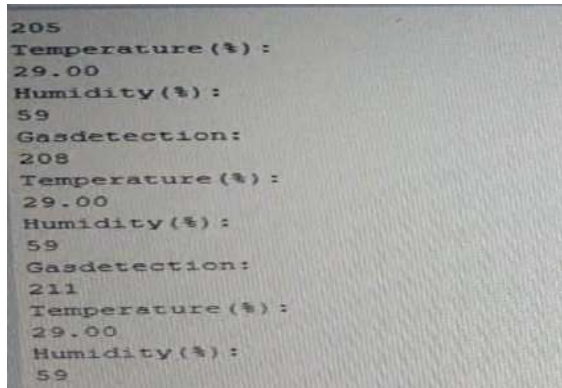 205
Temperature(%):
29.00
Humidity(%):
59
Gasdetection:
208
Temperature(%):
29.00
Humidity(%):
59
Gasdetection:
211
Temperature(%):
29.00
Humidity(%):
59